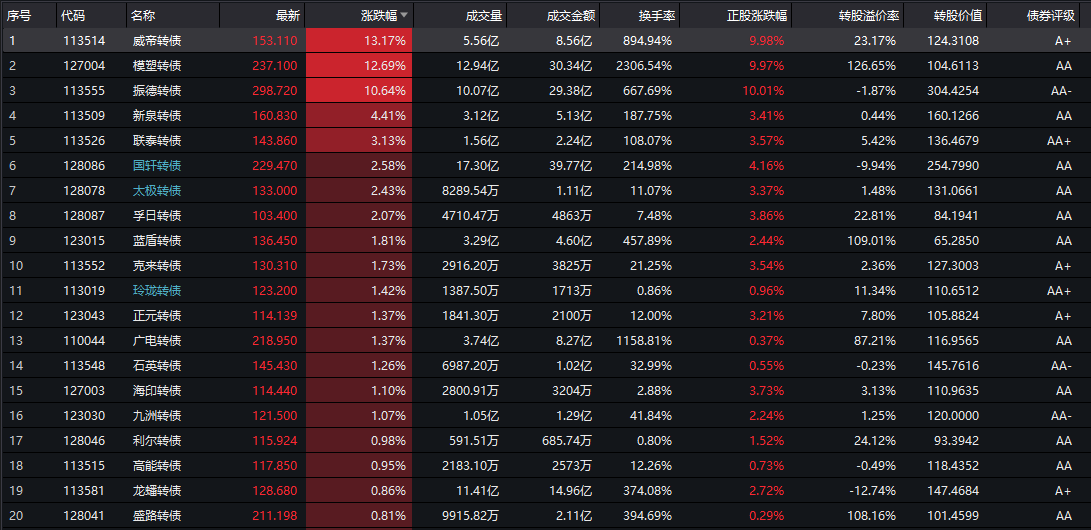 序号 代码 名称 最新 涨跌幅 成交量 成交金额 换手率 正股涨跌幅 转股溢价率 转股价值 债券评级
1 113514 威帝转债 153.110 13.17% 5.56亿 8.56亿 894.94% 9.98% 23.17% 124.3108 A+
2 127004 模塑转债 237.100 12.69% 12.94亿 30.34亿 2306.54% 9.97% 126.65% 104.6113 AA
3 113555 振德转债 298.720 10.64% 10.07亿 29.38亿 667.69% 10.01% -1.87% 304.4254 AA-
4 113509 新泉转债 160.830 4.41% 3.12亿 5.13亿 187.75% 3.41% 0.44% 160.1266 AA
5 113526 联泰转债 143.860 3.13% 1.56亿 2.24亿 108.07% 3.57% 5.42% 136.4679 AA+
6 128086 国轩转债 229.470 2.58% 17.30亿 39.77亿 214.98% 4.16% -9.94% 254.7990 AA
7 128078 太极转债 133.000 2.43% 8289.54万 1.11亿 11.07% 3.37% 1.48% 131.0661 AA
8 128087 孚日转债 103.400 2.07% 4710.47万 4863万 7.48% 3.86% 22.81% 84.1941 AA
9 123015 蓝盾转债 136.450 1.81% 3.29亿 4.60亿 457.89% 2.44% 109.01% 65.2850 AA
10 113552 克来转债 130.310 1.73% 2916.20万 3825万 21.25% 3.54% 2.36% 127.3003 A+
11 113019 玲珑转债 123.200 1.42% 1387.50万 1713万 0.86% 0.96% 11.34% 110.6512 AA+
12 123043 正元转债 114.139 1.37% 1841.30万 2100万 12.00% 3.21% 7.80% 105.8824 A+
13 110044 广电转债 218.950 1.37% 3.74亿 8.27亿 1158.81% 0.37% 87.21% 116.9565 AA
14 113548 石英转债 145.430 1.26% 6987.20万 1.02亿 32.99% 0.55% -0.23% 145.7616 AA-
15 127003 海印转债 114.440 1.10% 2800.91万 3204万 2.88% 3.73% 3.13% 110.9635 AA
16 123030 九洲转债 121.500 1.07% 1.05亿 1.29亿 41.84% 2.24% 1.25% 120.0000 AA-
17 128046 利尔转债 115.924 0.98% 591.51万 685.74万 0.80% 1.52% 24.12% 93.3942 AA
18 113515 高能转债 117.850 0.95% 2183.10万 2573万 12.26% 0.73% -0.49% 118.4352 AA
19 113581 龙蟠转债 128.680 0.86% 11.41亿 14.96亿 374.08% 2.72% -12.74% 147.4684 A+
20 128041 盛路转债 211.198 0.81% 9915.82万 2.11亿 394.69% 0.29% 108.16% 101.4599 AA